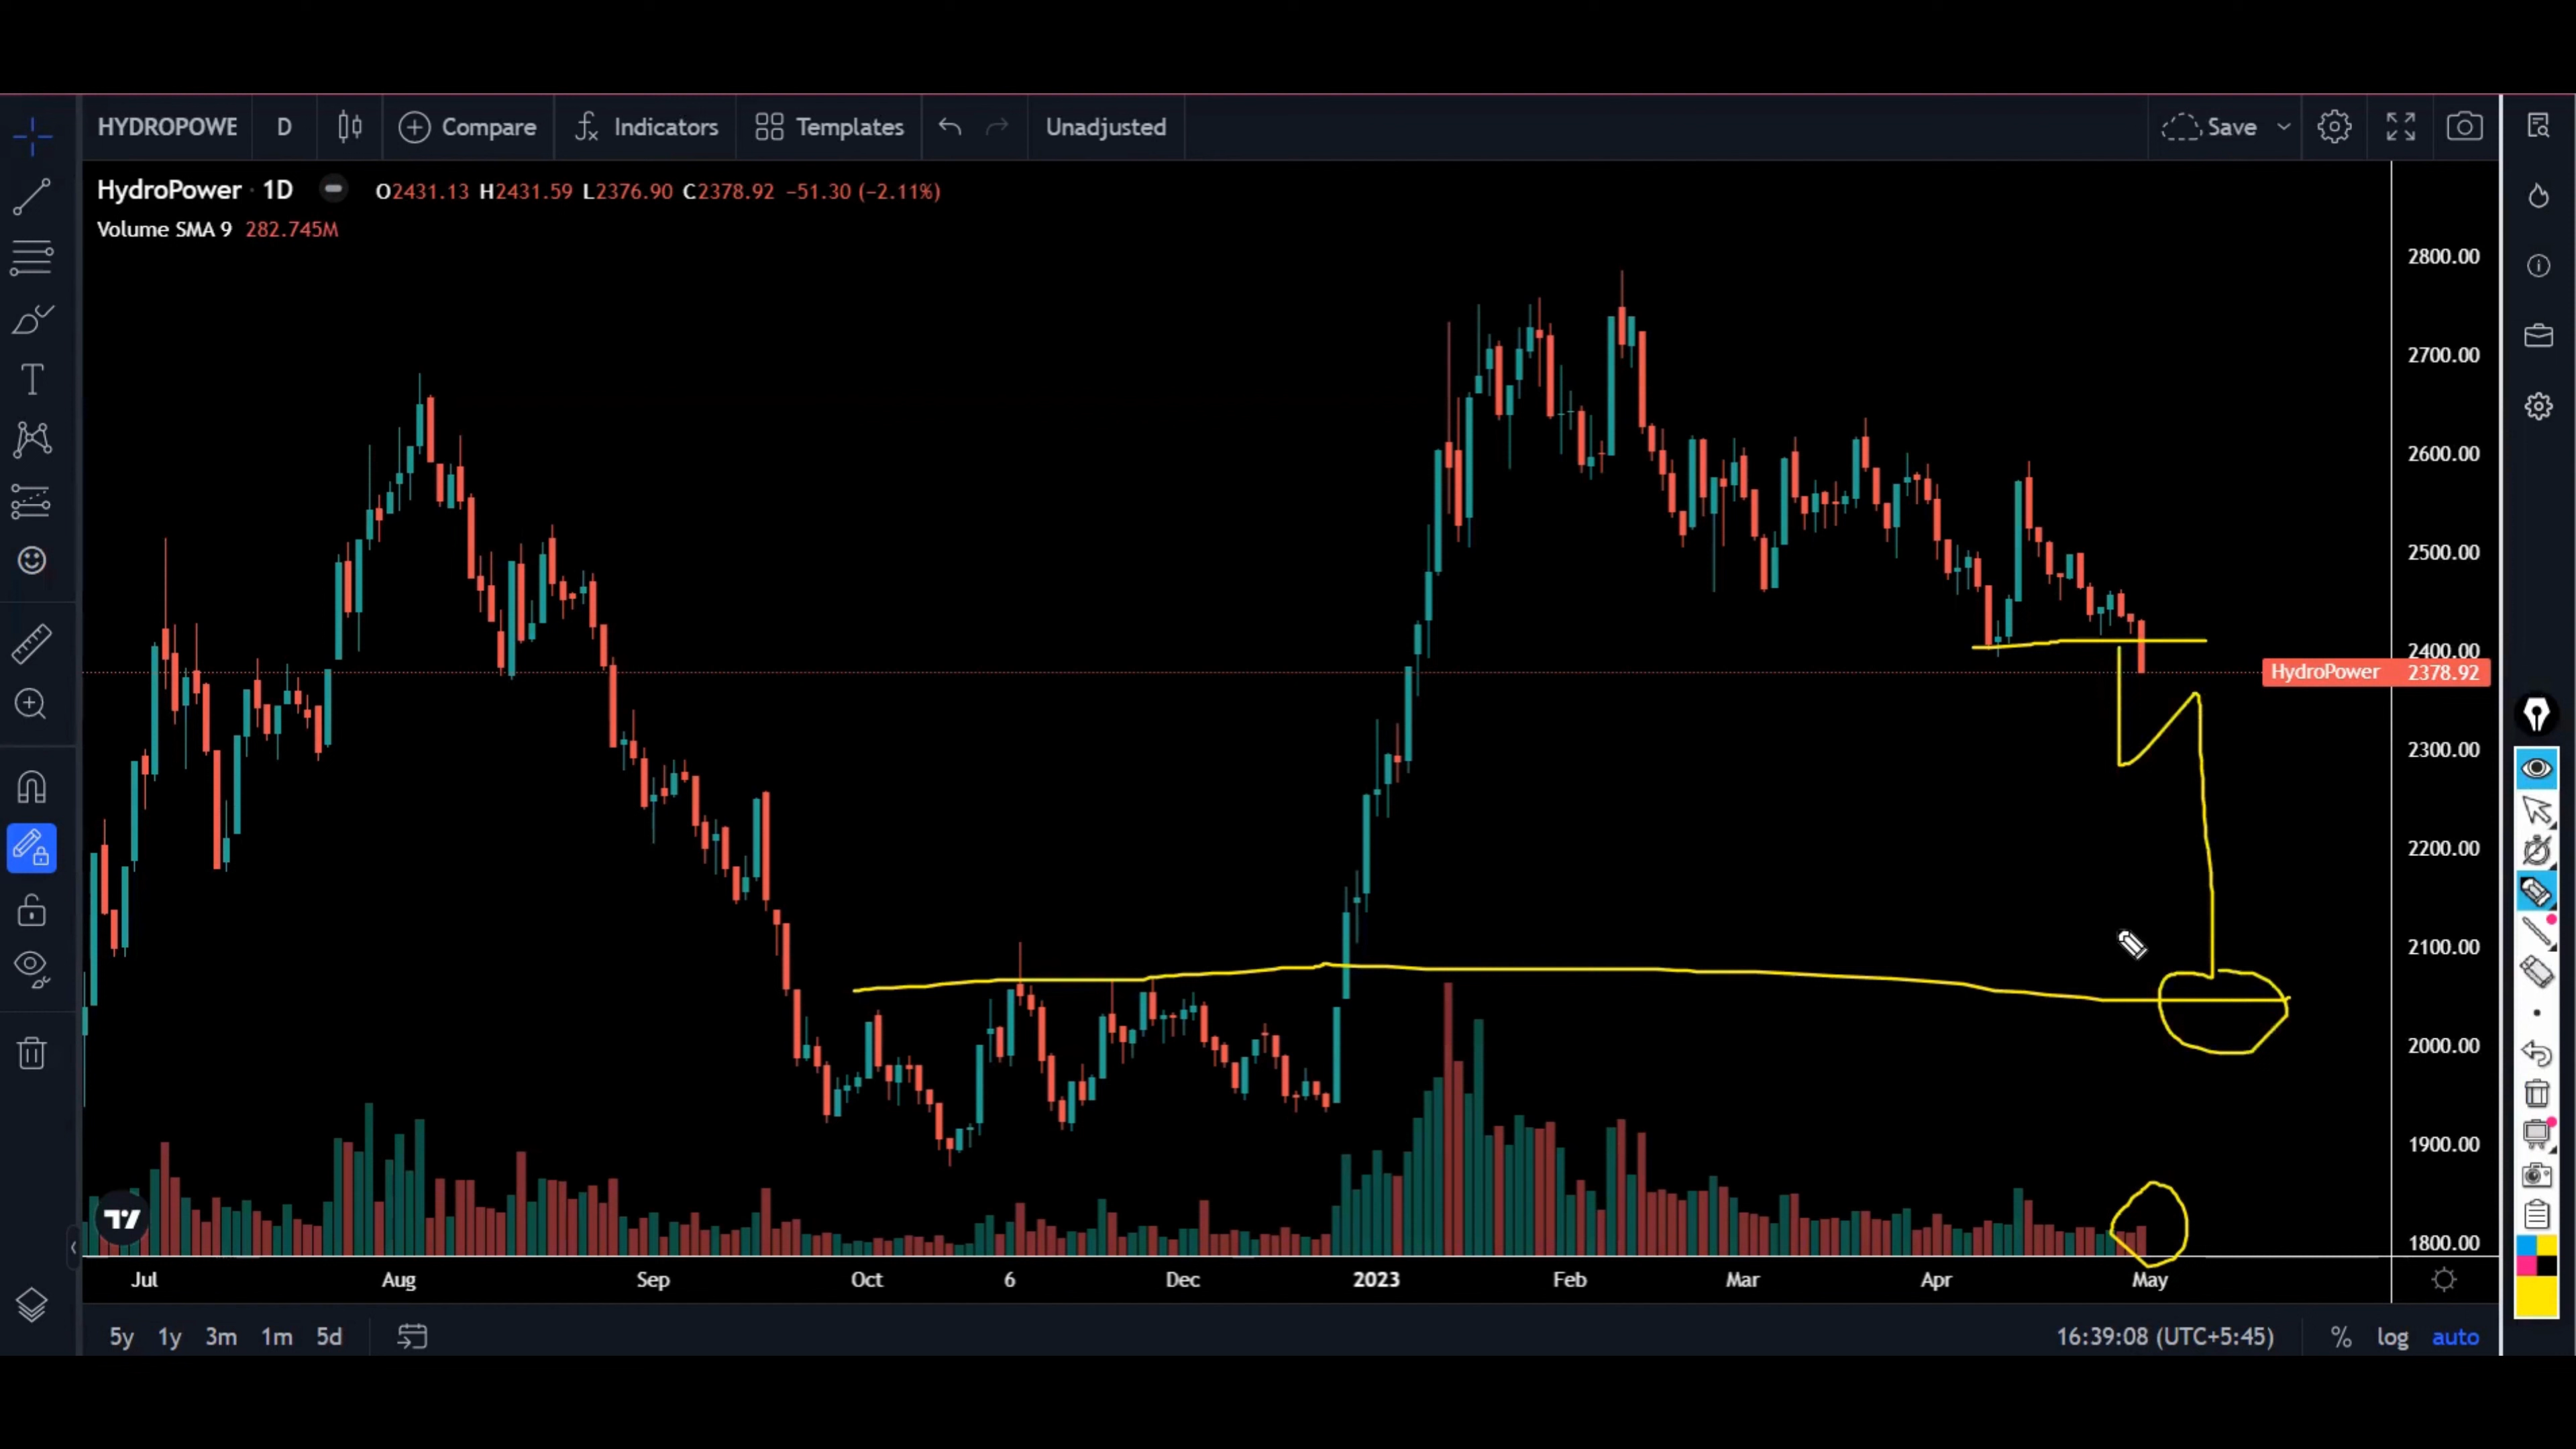 HYDROPOWE D Compare Indicators Templates Unadjusted Save
HydroPower · 1D O2431.13 H2431.59 L2376.90 C2378.92 −51.30 (−2.11%)
Volume SMA 9 282.745M
2800.00
2700.00
2600.00
2500.00
2400.00
HydroPower 2378.92
2300.00
2200.00
2100.00
2000.00
1900.00
1800.00
Jul Aug Sep Oct 6 Dec 2023 Feb Mar Apr May
5y 1y 3m 1m 5d 16:39:08 (UTC+5:45) % log auto